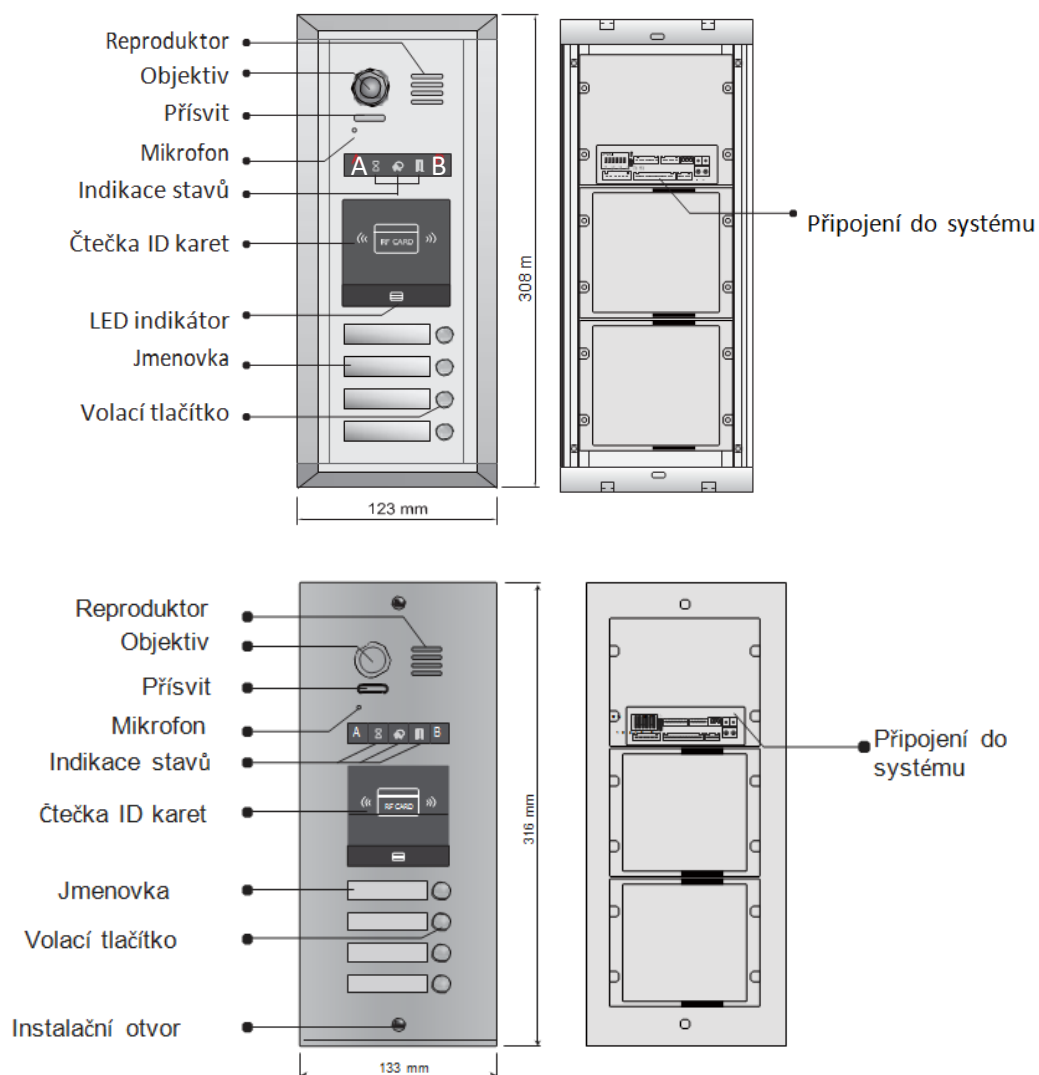 Reproduktor
Objektiv
Přísvit
Mikrofon
A B
Indikace stavů
Čtečka ID karet
RF CARD
LED indikátor
Jmenovka
Volací tlačítko
308 m
123 mm
Připojení do systému
Reproduktor
Objektiv
Přísvit
Mikrofon
A B
Indikace stavů
čtečka ID karet
RF CARD
Jmenovka
Volací tlačítko
Instalační otvor
316 mm
133 mm
Připojení do
systému